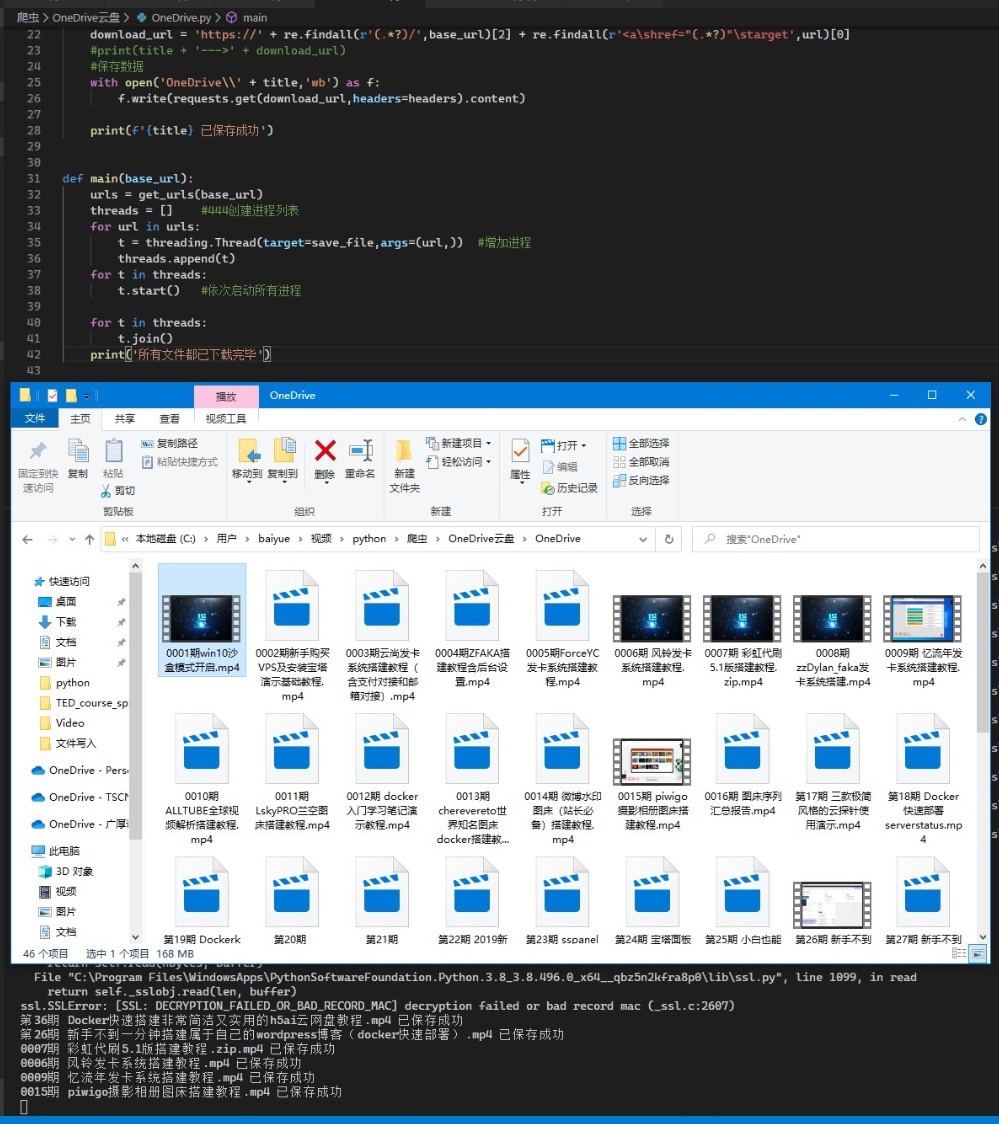 爬虫 > OneDrive云盘 > OneDrive.py > main
22 download_url = 'https://' + re.findall(r'(.*?)/',base_url)[2] + re.findall(r'<a\shref="(.*?)"\starget',url)[0]
23 #print(title + '--->' + download_url)
24 #保存数据
25 with open('OneDrive\\' + title,'wb') as f:
26 f.write(requests.get(download_url,headers=headers).content)
27
28 print(f'{title} 已保存成功')
29
30
31 def main(base_url):
32 urls = get_urls(base_url)
33 threads = [] #444创建进程列表
34 for url in urls:
35 t = threading.Thread(target=save_file,args=(url,)) #增加进程
36 threads.append(t)
37 for t in threads:
38 t.start() #依次启动所有进程
39
40 for t in threads:
41 t.join()
42 print('所有文件都已下载完毕')
43
播放 OneDrive
文件 主页 共享 查看 视频工具
固定到快速访问 复制 粘贴 复制路径 粘贴快捷方式 剪切
移动到 复制到 删除 重命名
新建文件夹 新建项目 轻松访问
属性 打开 编辑 历史记录
全部选择 全部取消 反向选择
剪贴板 组织 新建 打开 选择
« 本地磁盘 (C:) > 用户 > baiyue > 视频 > python > 爬虫 > OneDrive云盘 > OneDrive
搜索"OneDrive"
快速访问
桌面
下载
文档
图片
python
TED_course_sp
Video
文件写入
OneDrive - Pers
OneDrive - TSCN
OneDrive - 广厚
此电脑
3D 对象
视频
图片
文档
0001期win10沙盒模式开启.mp4
0002期新手购买VPS及安装宝塔演示基础教程.mp4
0003期云尚发卡系统搭建教程（含支付对接和邮箱对接）.mp4
0004期ZFAKA搭建教程含后台设置.mp4
0005期ForceYC发卡系统搭建教程.mp4
0006期 风铃发卡系统搭建教程.mp4
0007期 彩虹代刷5.1版搭建教程.zip.mp4
0008期 zzDylan_faka发卡系统搭建.mp4
0009期 忆流年发卡系统搭建教程.mp4
0010期 ALLTUBE全球视频解析搭建教程.mp4
0011期 LskyPRO兰空图床搭建教程.mp4
0012期 docker入门学习笔记演示教程.mp4
0013期 cherevereto世界知名图床docker搭建教...
0014期 微博水印图床（站长必备）搭建教程.mp4
0015期 piwigo摄影相册图床搭建教程.mp4
0016期 图床序列汇总报告.mp4
第17期 三款极简风格的云探针使用演示.mp4
第18期 Docker快速部署serverstatus.mp4
第19期 Dockerk
第20期
第21期
第22期 2019新
第23期 sspanel
第24期 宝塔面板
第25期 小白也能
第26期 新手不到
第27期 新手不到
46 个项目 选中 1 个项目 168 MB
return self.read(nbytes, buffer)
File "C:\Program Files\WindowsApps\PythonSoftwareFoundation.Python.3.8_3.8.496.0_x64__qbz5n2kfra8p0\lib\ssl.py", line 1099, in read
return self._sslobj.read(len, buffer)
ssl.SSLError: [SSL: DECRYPTION_FAILED_OR_BAD_RECORD_MAC] decryption failed or bad record mac (_ssl.c:2607)
第36期 Docker快速搭建非常简洁又实用的h5ai云网盘教程.mp4 已保存成功
第26期 新手不到一分钟搭建属于自己的wordpress博客（docker快速部署）.mp4 已保存成功
0007期 彩虹代刷5.1版搭建教程.zip.mp4 已保存成功
0006期 风铃发卡系统搭建教程.mp4 已保存成功
0009期 忆流年发卡系统搭建教程.mp4 已保存成功
0015期 piwigo摄影相册图床搭建教程.mp4 已保存成功